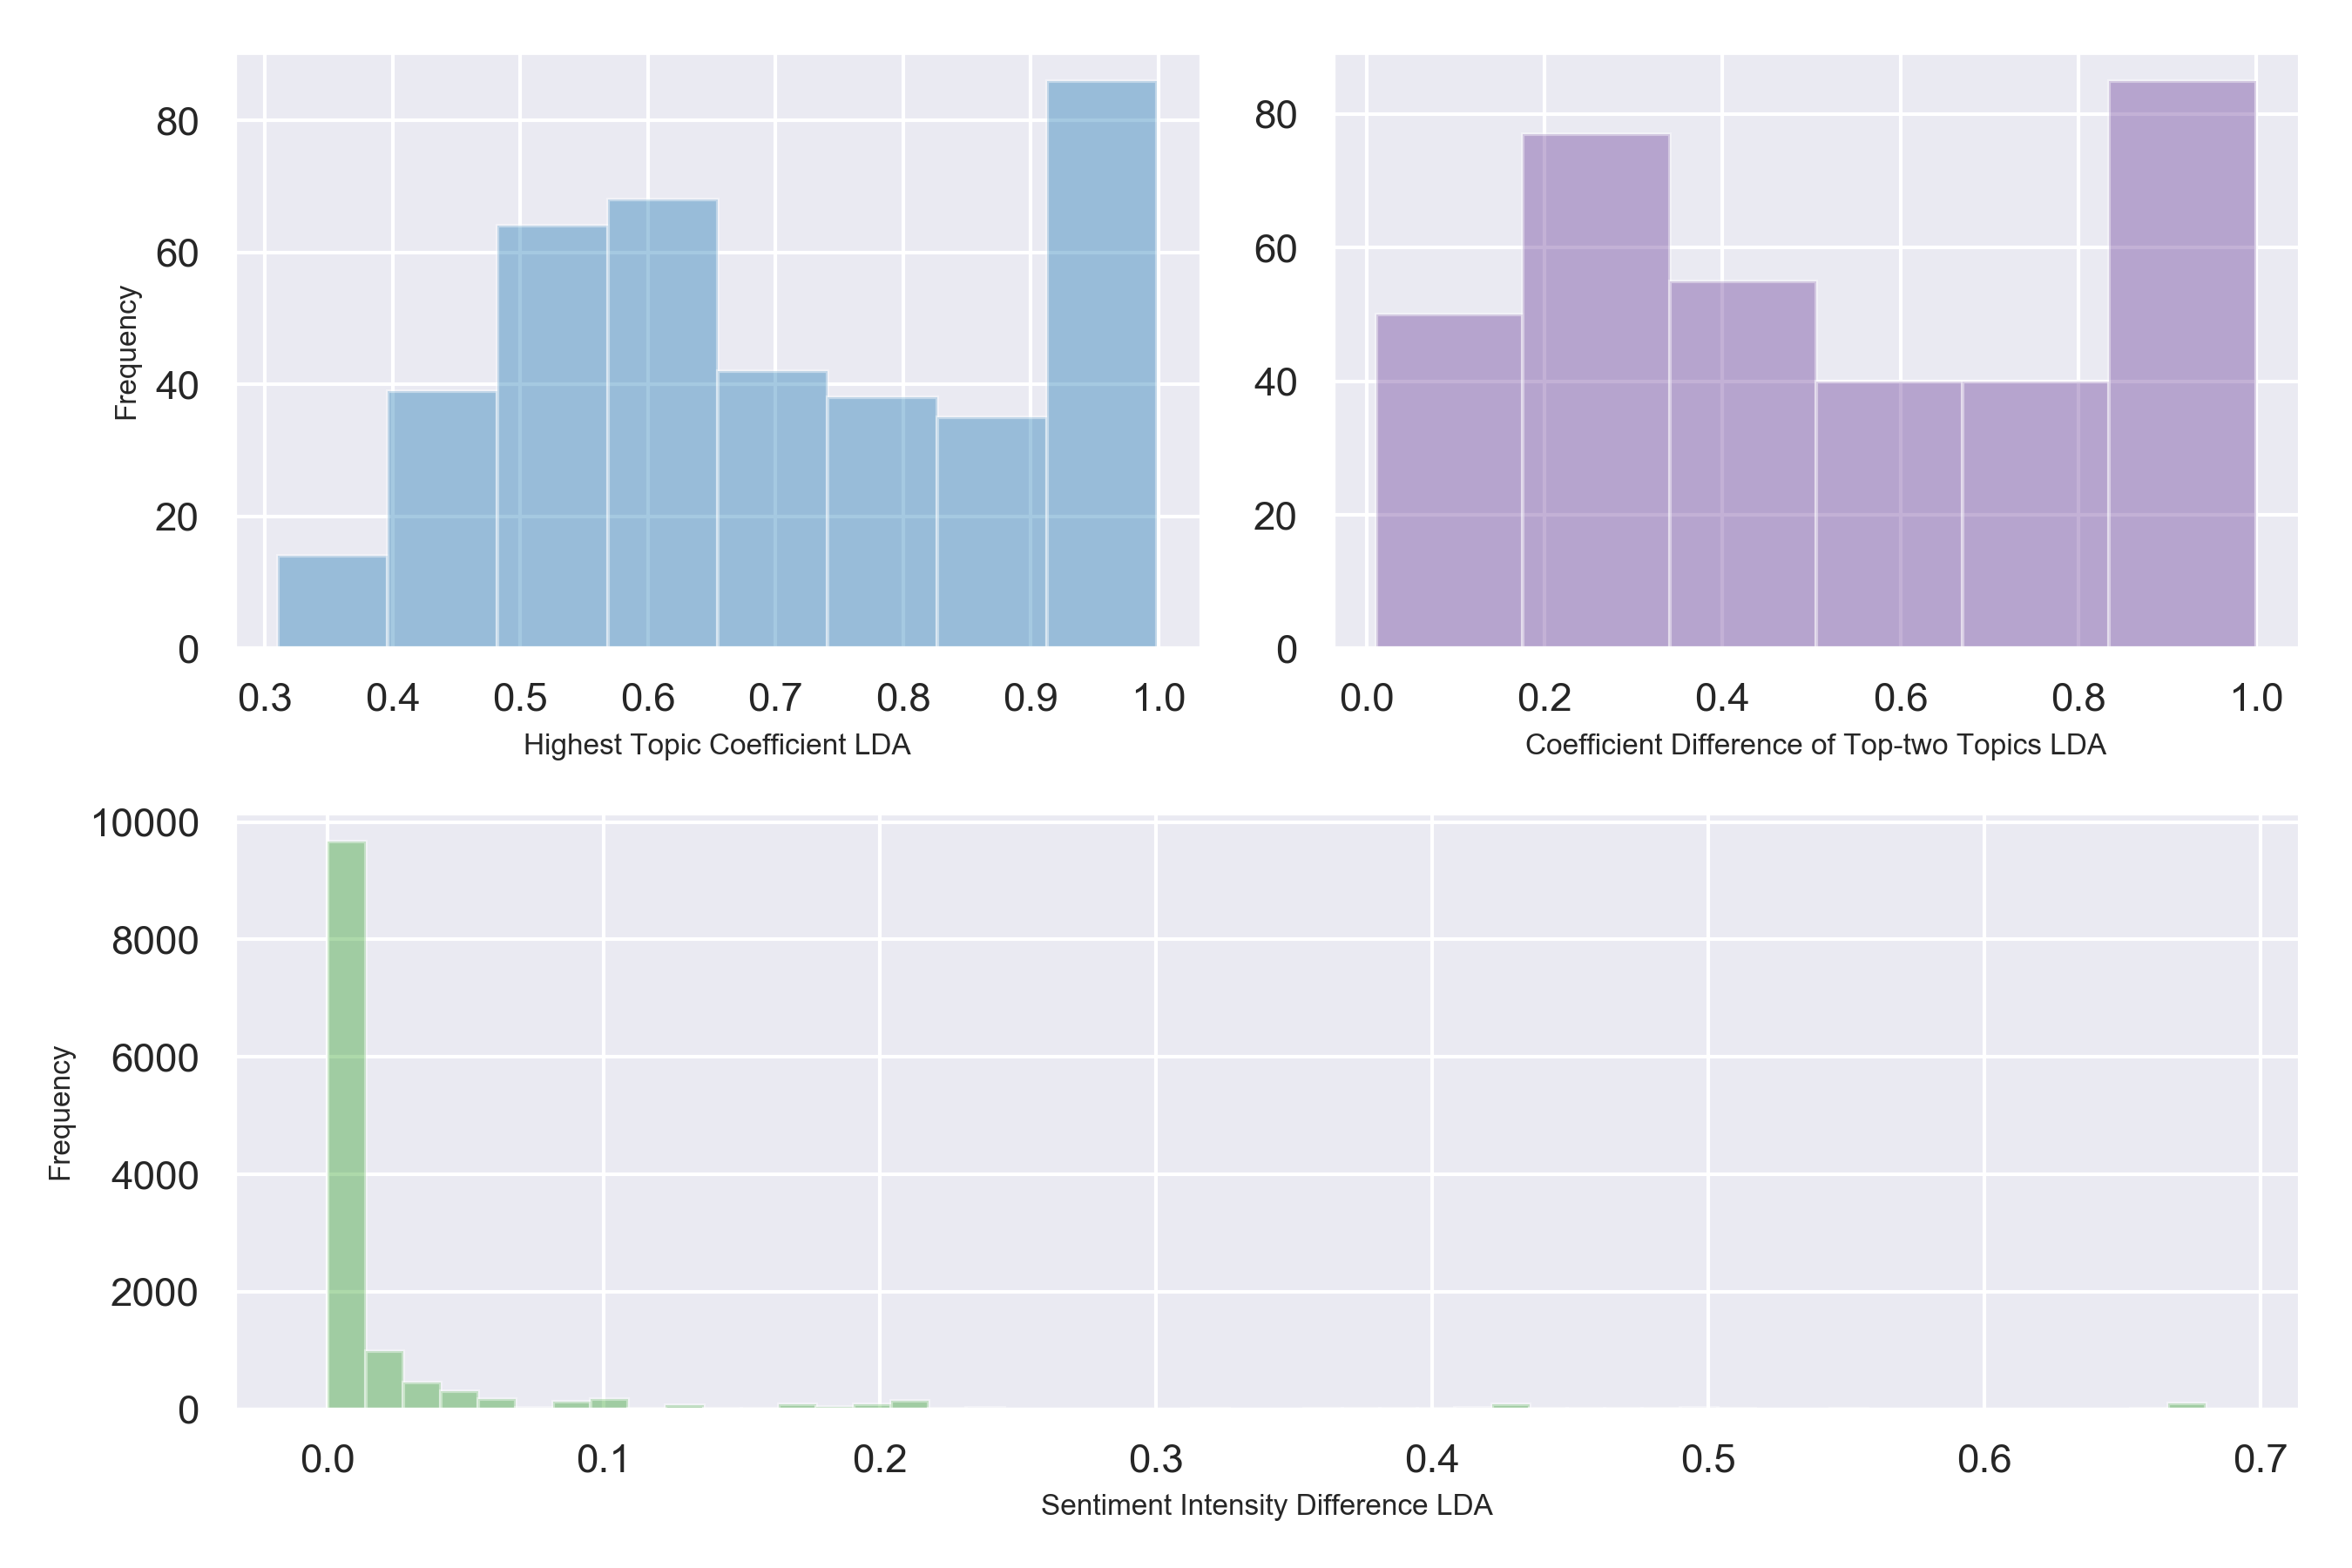 80
60
40
20
0
Frequency
0.3 0.4 0.5 0.6 0.7 0.8 0.9 1.0
Highest Topic Coefficient LDA
80
60
40
20
0
0.0 0.2 0.4 0.6 0.8 1.0
Coefficient Difference of Top-two Topics LDA
10000
8000
6000
4000
2000
0
Frequency
0.0 0.1 0.2 0.3 0.4 0.5 0.6 0.7
Sentiment Intensity Difference LDA